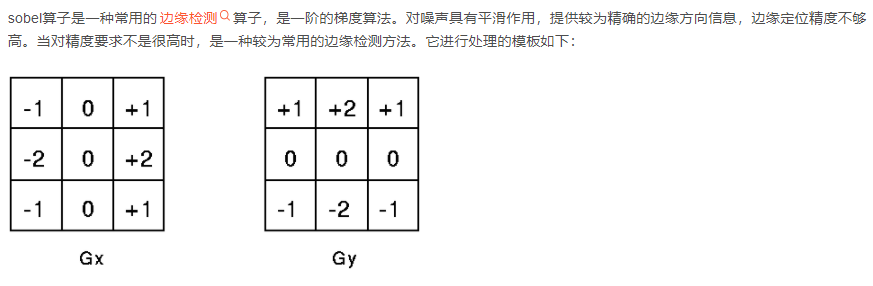 sobel算子是一种常用的边缘检测算子，是一阶的梯度算法。对噪声具有平滑作用，提供较为精确的边缘方向信息，边缘定位精度不够
高。当对精度要求不是很高时，是一种较为常用的边缘检测方法。它进行处理的模板如下：
-1 0 +1
-2 0 +2
-1 0 +1
Gx
+1 +2 +1
0 0 0
-1 -2 -1
Gy